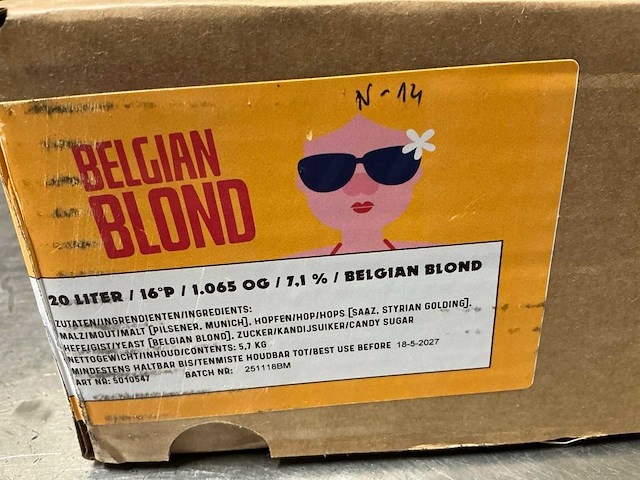 N-14
BELGIAN
BLOND
20 LITER / 16°P / 1.065 OG / 7,1 % / BELGIAN BLOND
ZUTATEN/INGRENDIENTEN/INGREDIENTS:
MALZ/MOUT/MALT [PILSENER, MUNICH], HOPFEN/HOP/HOPS [SAAZ, STYRIAN GOLDING],
HEFE/GIST/YEAST [BELGIAN BLOND], ZUCKER/KANDIJSUIKER/CANDY SUGAR
NETTOGEWICHT/INHOUD/CONTENTS: 5,7 KG
MINDESTENS HALTBAR BIS/TENMISTE HOUDBAR TOT/BEST USE BEFORE 18-5-2027
ART NR: 5010547 BATCH NR: 251118BM